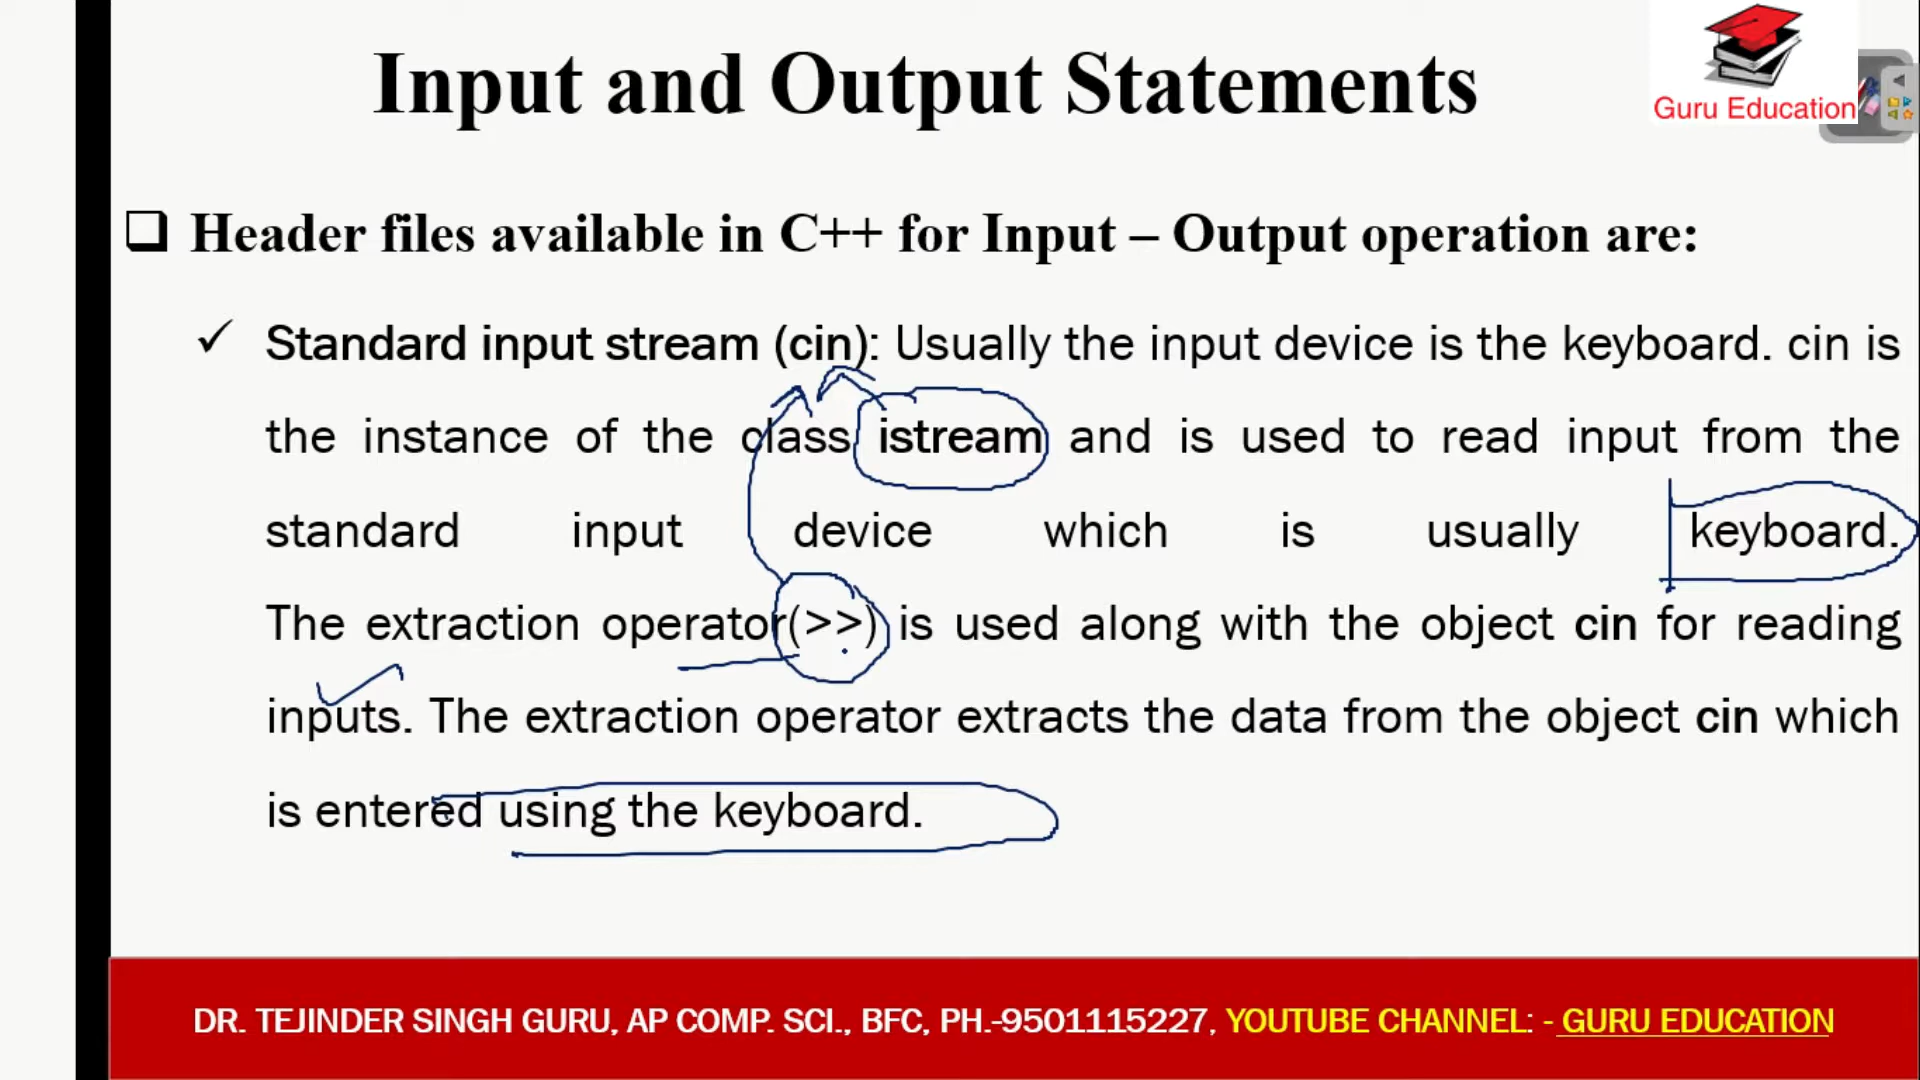 Input and Output Statements
Guru Education
Header files available in C++ for Input – Output operation are:
Standard input stream (cin): Usually the input device is the keyboard. cin is
the instance of the class istream and is used to read input from the
standard input device which is usually keyboard.
The extraction operator(>>) is used along with the object cin for reading
inputs. The extraction operator extracts the data from the object cin which
is entered using the keyboard.
DR. TEJINDER SINGH GURU, AP COMP. SCI., BFC, PH.-9501115227, YOUTUBE CHANNEL: - GURU EDUCATION